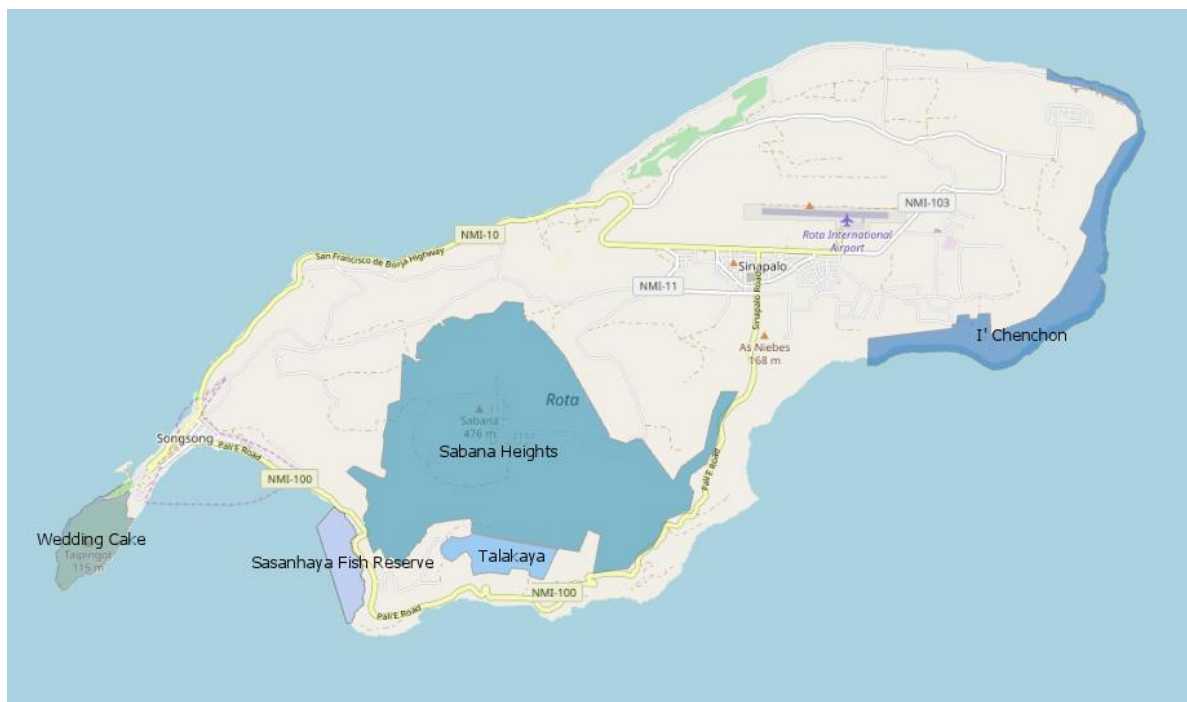 NMI-103
Rota International
Airport
NMI-10
San Francisco de Borja Highway
Sinapalo
NMI-11
Sinapalo Road
I' Chenchon
As Niebes
168 m
Rota
Sabana
476 m
Songsong
Sabana Heights
Pali'E Road
NMI-100
Pali'E Road
Wedding Cake
Taipingot
115 m
Sasanhaya Fish Reserve
Talakaya
NMI-100
Pali'E Road